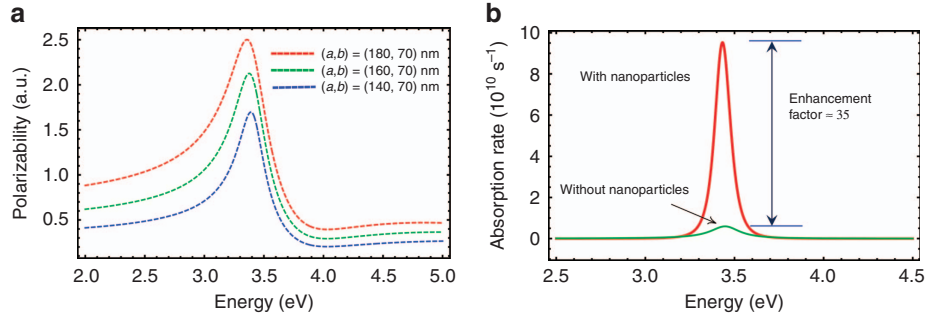 a
Polarizability (a.u.)
2.5
2.0
1.5
1.0
0.5
(a,b) = (180, 70) nm
(a,b) = (160, 70) nm
(a,b) = (140, 70) nm
2.0 2.5 3.0 3.5 4.0 4.5 5.0
Energy (eV)
b
Absorption rate (10¹⁰ s⁻¹)
10
8
6
4
2
0
With nanoparticles
Without nanoparticles
Enhancement
factor = 35
2.5 3.0 3.5 4.0 4.5
Energy (eV)